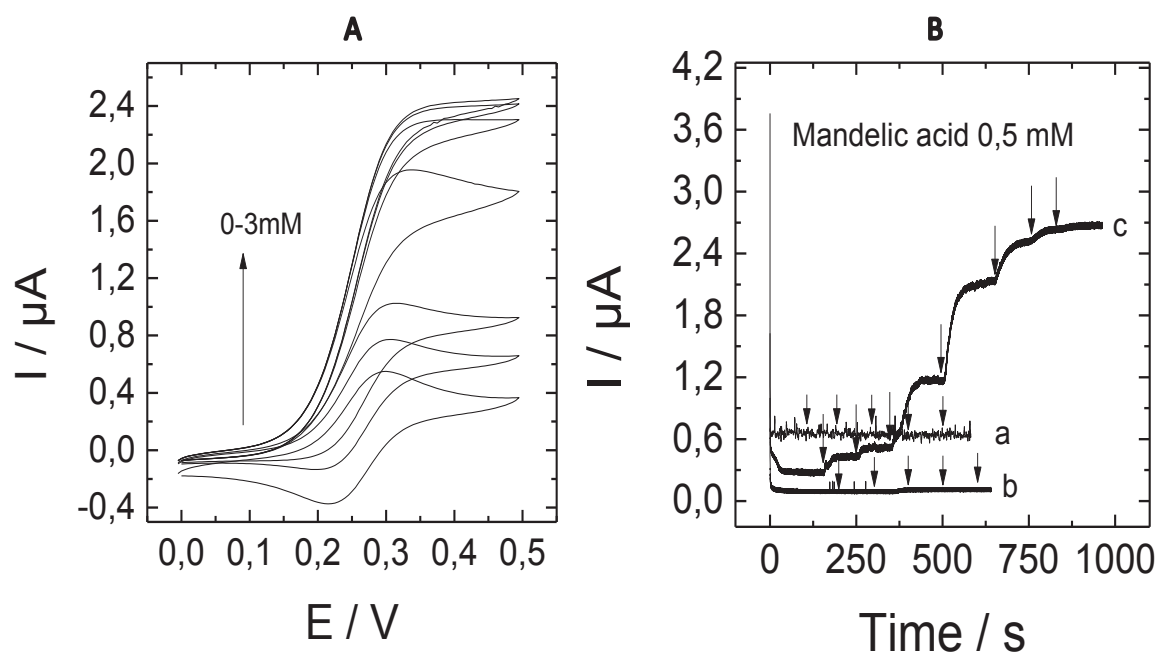 A
I / µA
2,4
2,0
1,6
1,2
0,8
0,4
0,0
-0,4
0-3mM
0,0 0,1 0,2 0,3 0,4 0,5
E / V
B
I / µA
4,2
3,6
3,0
2,4
1,8
1,2
0,6
0,0
Mandelic acid 0,5 mM
c
a
b
0 250 500 750 1000
Time / s